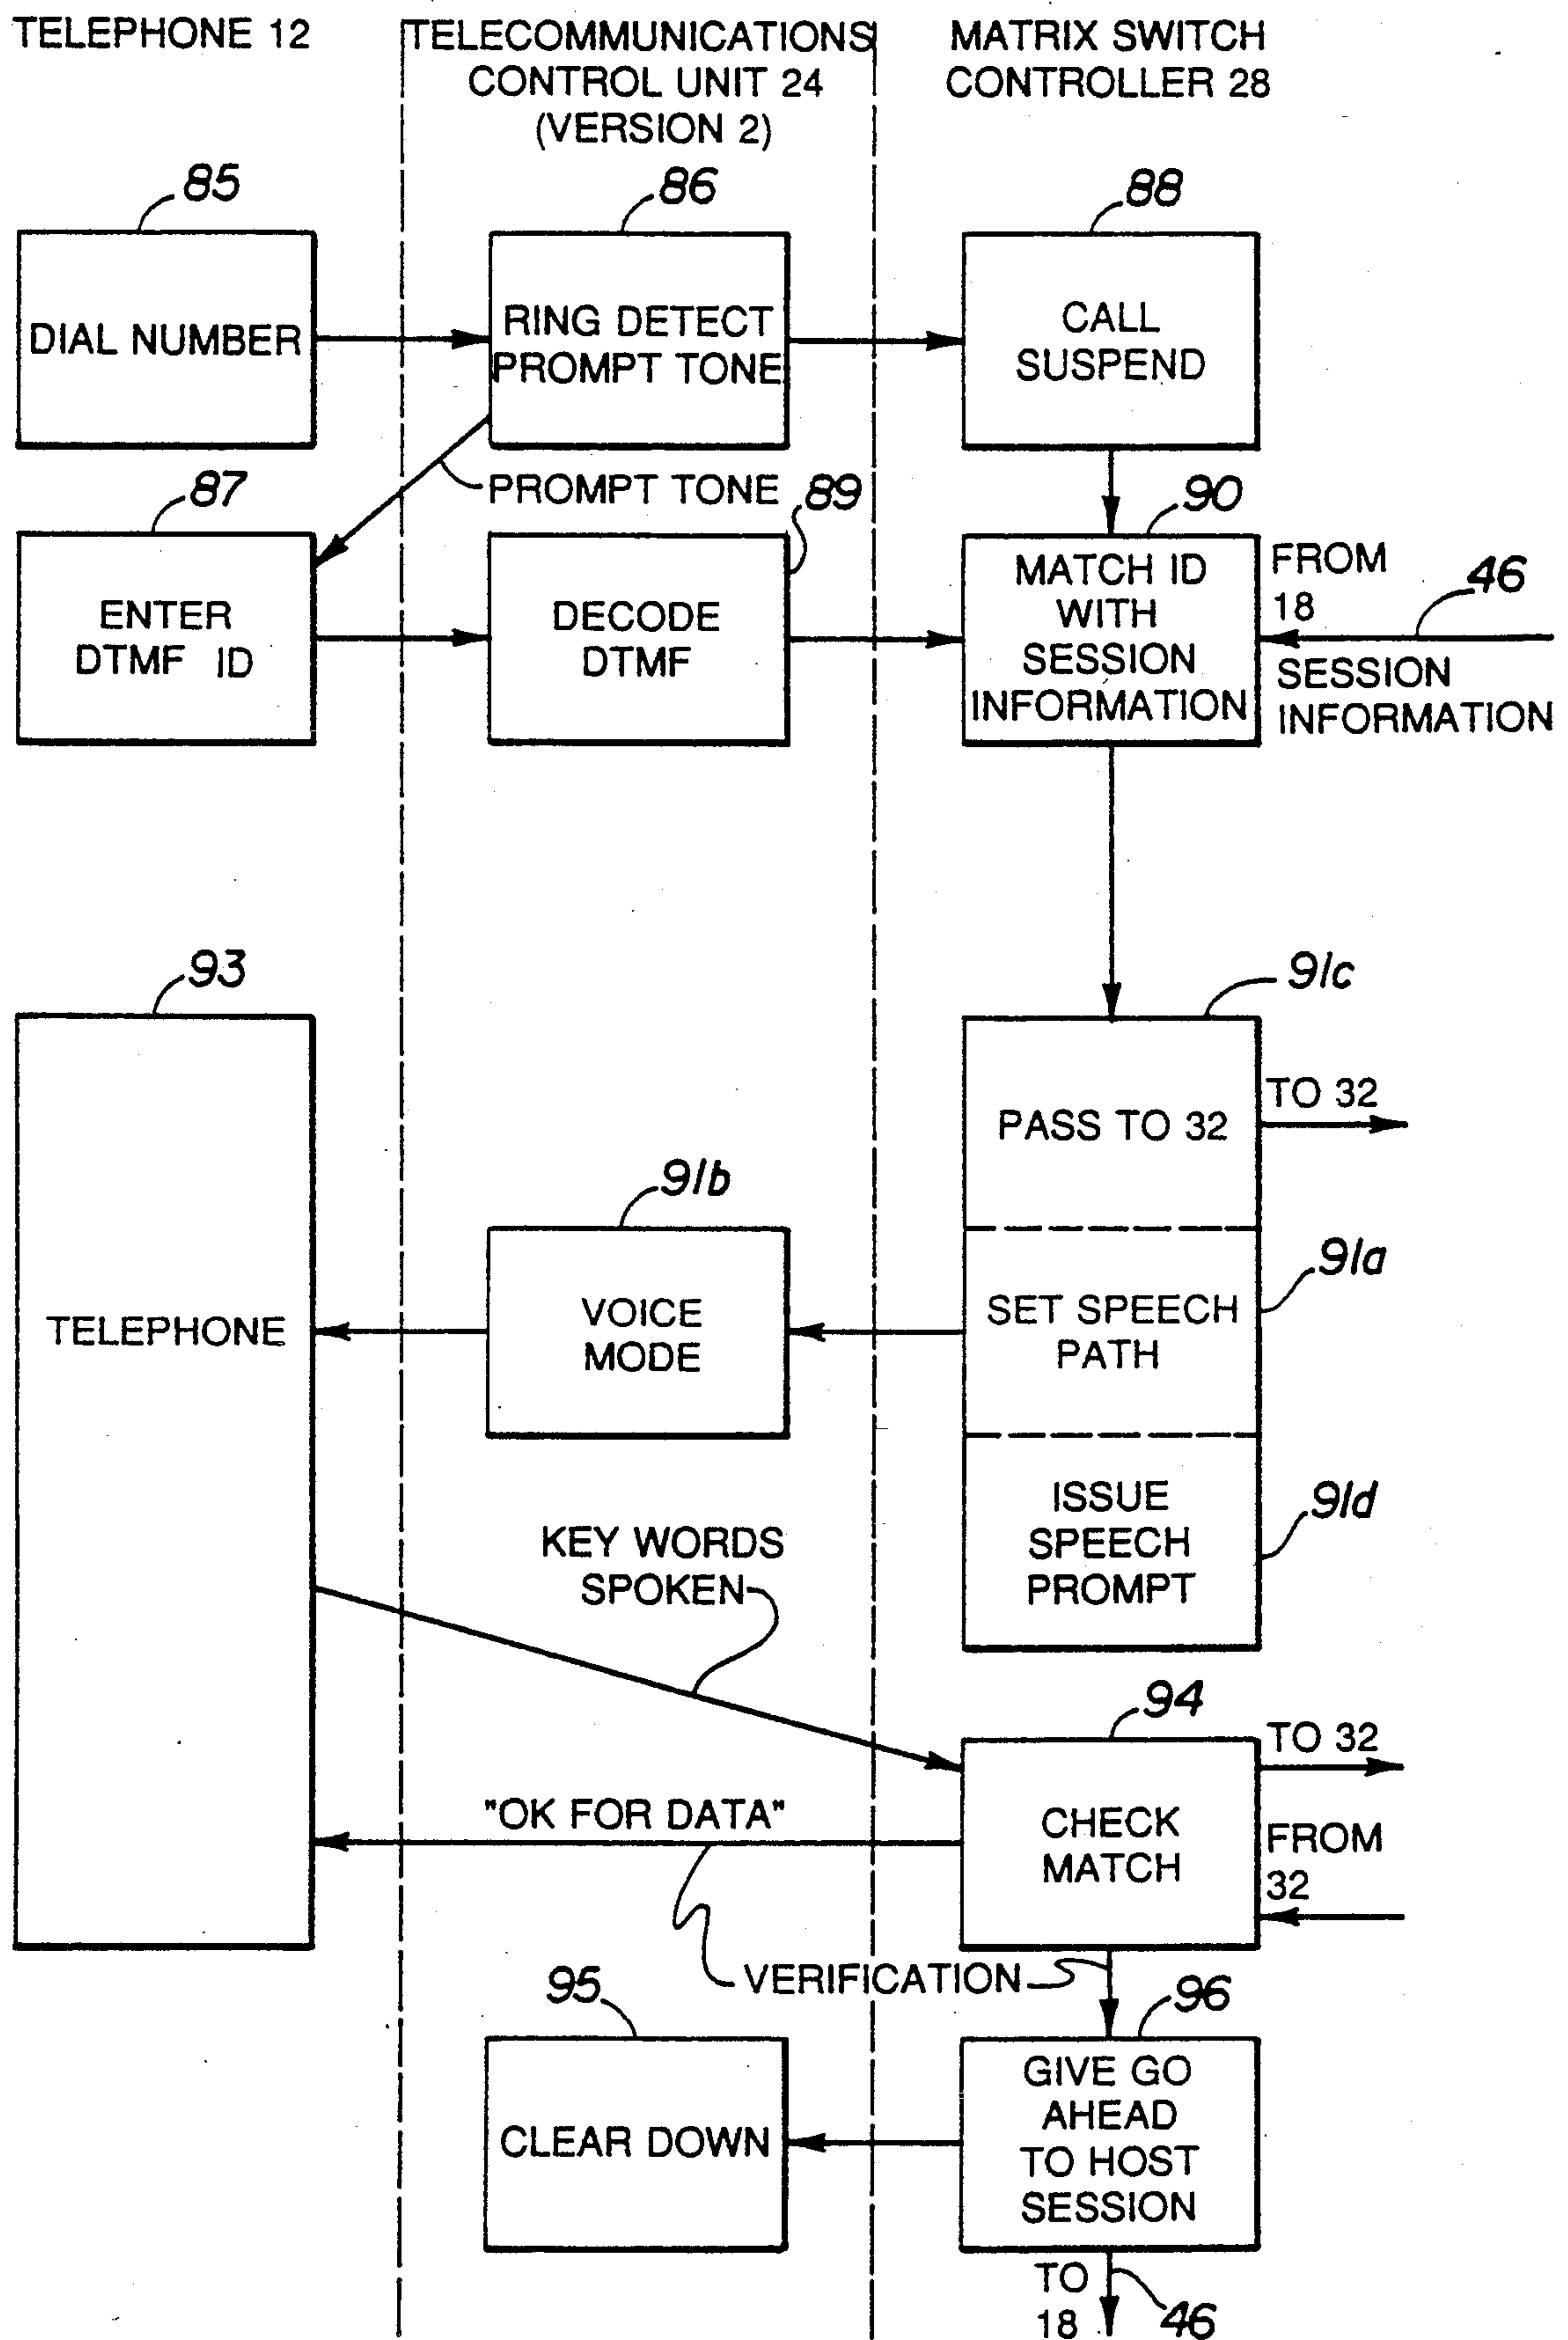 TELEPHONE 12
TELECOMMUNICATIONS
CONTROL UNIT 24
(VERSION 2)
MATRIX SWITCH
CONTROLLER 28
85
86
88
DIAL NUMBER
RING DETECT
PROMPT TONE
CALL
SUSPEND
87
PROMPT TONE
89
90
ENTER
DTMF ID
DECODE
DTMF
MATCH ID
WITH
SESSION
INFORMATION
FROM
18
46
SESSION
INFORMATION
93
91c
PASS TO 32
TO 32
91b
91a
TELEPHONE
VOICE
MODE
SET SPEECH
PATH
91d
ISSUE
SPEECH
PROMPT
KEY WORDS
SPOKEN
94
TO 32
"OK FOR DATA"
CHECK
MATCH
FROM
32
VERIFICATION
95
96
CLEAR DOWN
GIVE GO
AHEAD
TO HOST
SESSION
TO
18
46